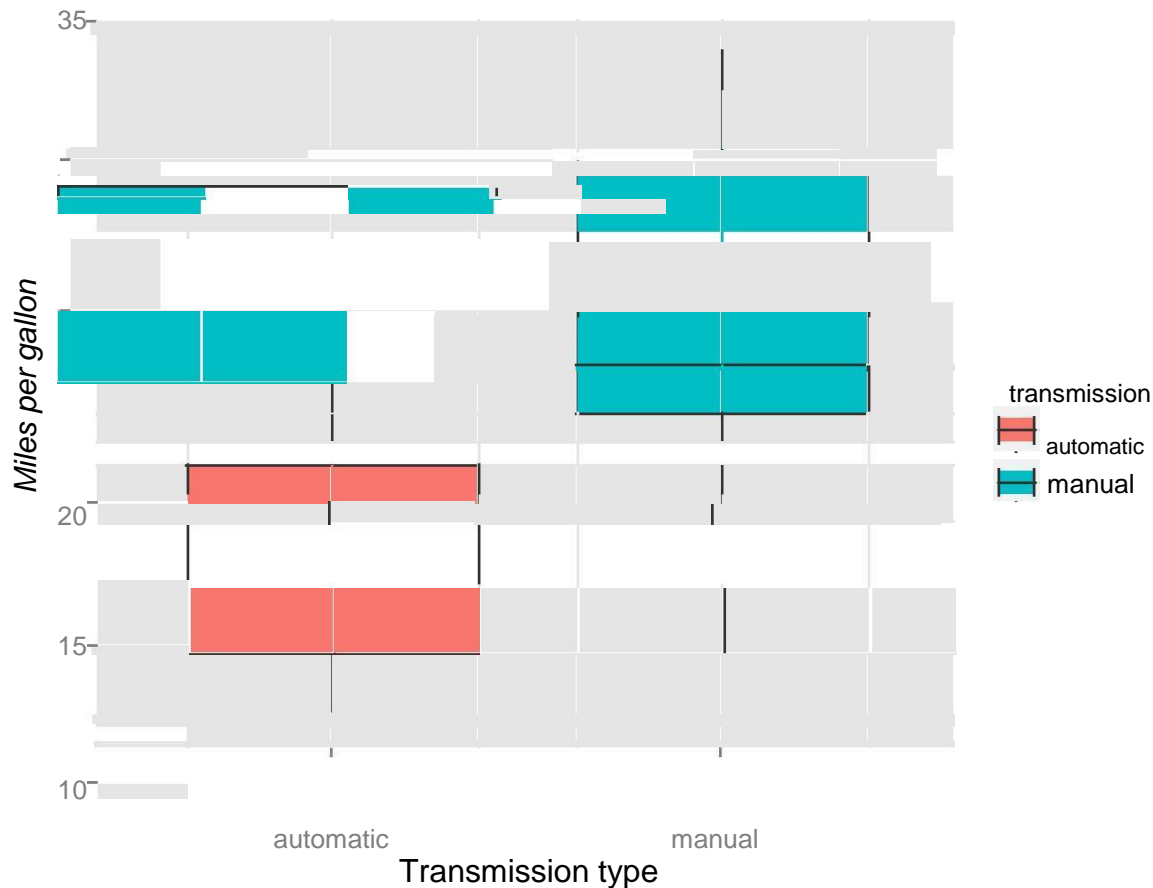 35
Miles per gallon
20
15
10
automatic manual
Transmission type
transmission
automatic
manual